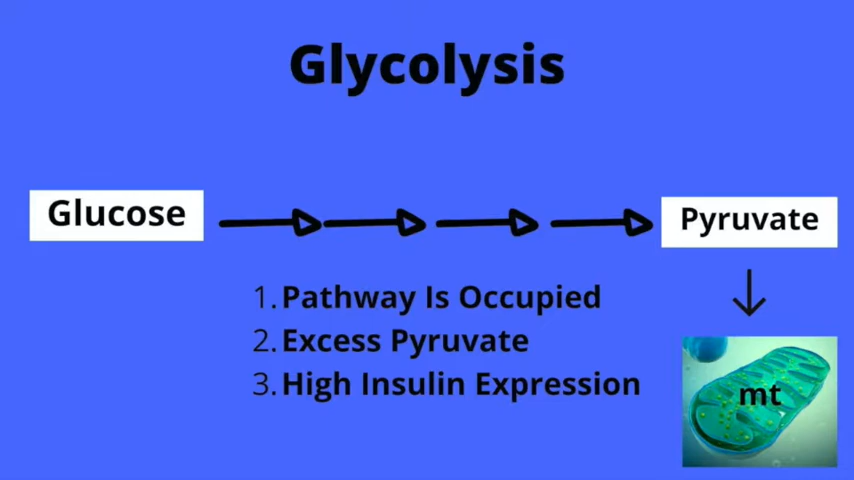 Glycolysis
Glucose
Pyruvate
1. Pathway Is Occupied
2. Excess Pyruvate
3. High Insulin Expression
mt